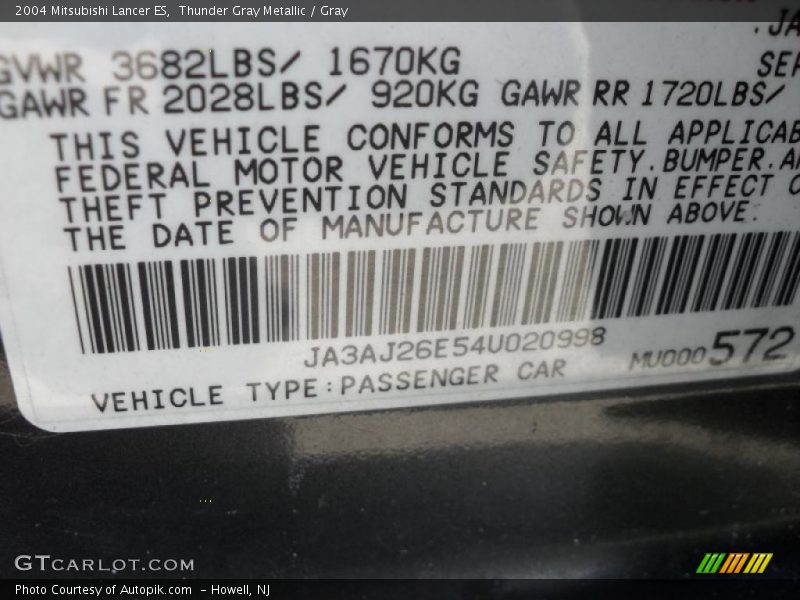 2004 Mitsubishi Lancer ES, Thunder Gray Metallic / Gray
GVWR 3682LBS/ 1670KG
GAWR FR 2028LBS/ 920KG GAWR RR 1720LBS/
THIS VEHICLE CONFORMS TO ALL
FEDERAL MOTOR VEHICLE SAFETY.BUMPER.
THEFT PREVENTION STANDARDS IN EFFECT
THE DATE OF MANUFACTURE SHOWN ABOVE.
JA3AJ26E54U020998
MU000572
VEHICLE TYPE:PASSENGER CAR
GTCARLOT.COM
Photo Courtesy of Autopik.com - Howell, NJ